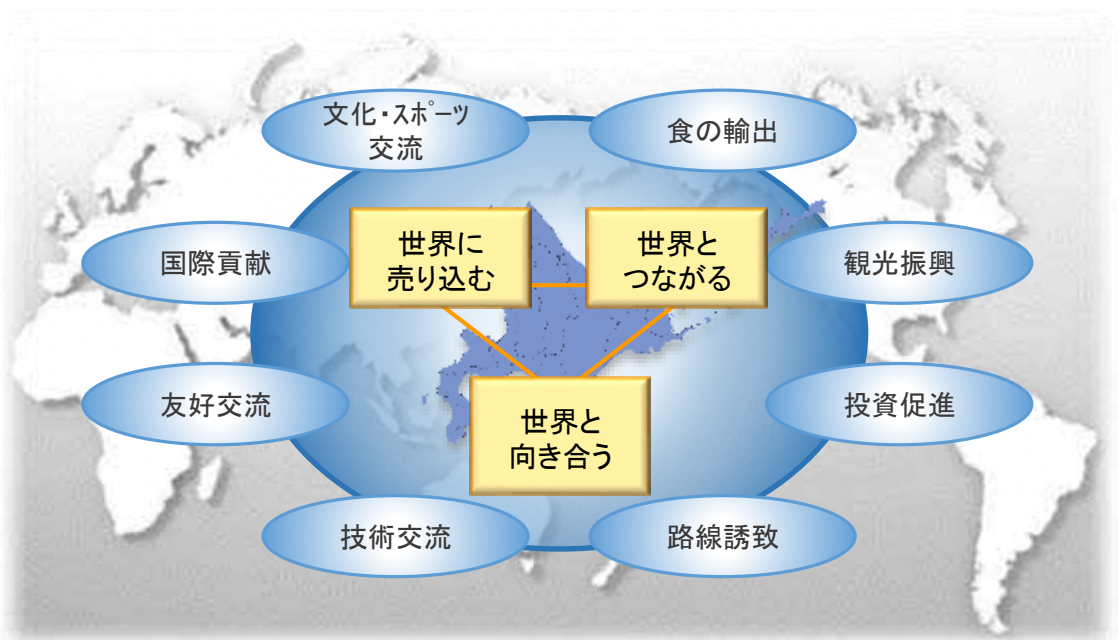 文化・ｽﾎﾟｰﾂ
交流
食の輸出
世界に
売り込む
世界と
つながる
国際貢献
観光振興
友好交流
投資促進
世界と
向き合う
技術交流
路線誘致